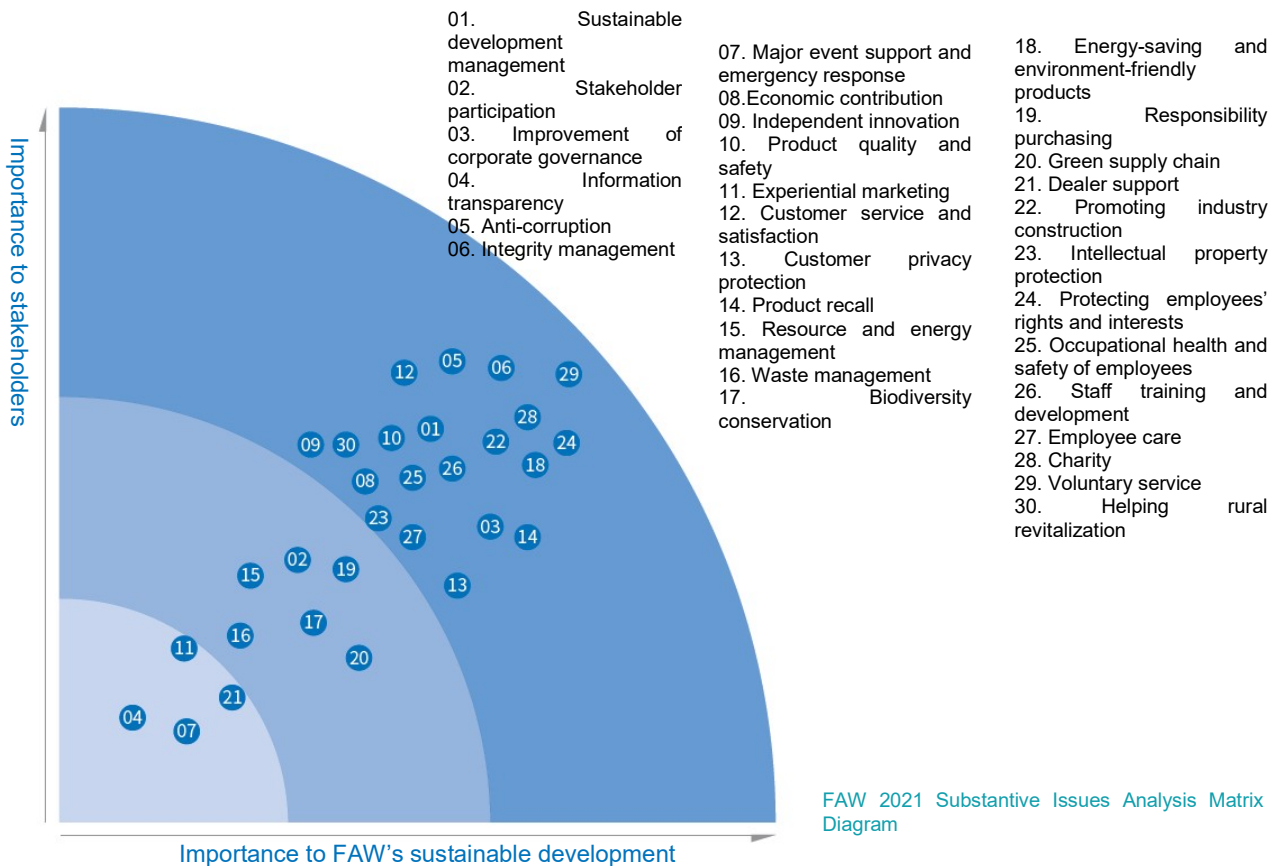 01. Sustainable
development
management
02. Stakeholder
participation
03. Improvement of
corporate governance
04. Information
transparency
05. Anti-corruption
06. Integrity management
07. Major event support and
emergency response
08.Economic contribution
09. Independent innovation
10. Product quality and
safety
11. Experiential marketing
12. Customer service and
satisfaction
13. Customer privacy
protection
14. Product recall
15. Resource and energy
management
16. Waste management
17. Biodiversity
conservation
18. Energy-saving and
environment-friendly
products
19. Responsibility
purchasing
20. Green supply chain
21. Dealer support
22. Promoting industry
construction
23. Intellectual property
protection
24. Protecting employees’
rights and interests
25. Occupational health and
safety of employees
26. Staff training and
development
27. Employee care
28. Charity
29. Voluntary service
30. Helping rural
revitalization
Importance to stakeholders
05
12
06
29
28
01
10
22
24
09
30
26
18
25
08
23
03
27
14
02
19
15
13
17
16
11
20
21
04
07
FAW 2021 Substantive Issues Analysis Matrix
Diagram
Importance to FAW’s sustainable development